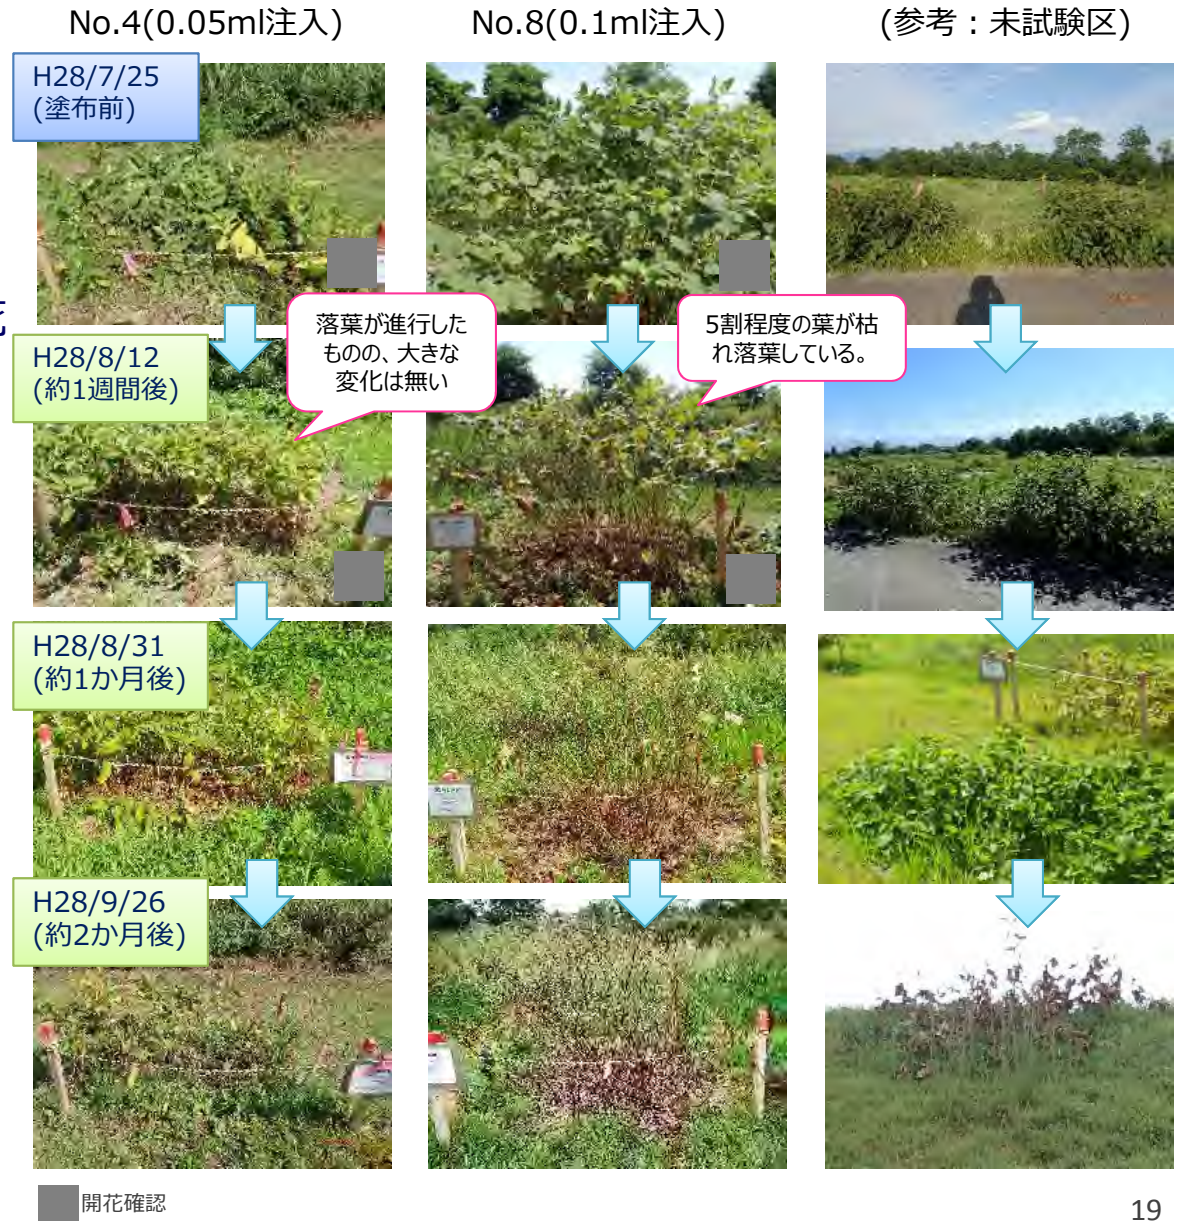 No.4(0.05ml注入)
No.8(0.1ml注入)
(参考：未試験区)
H28/7/25
(塗布前)
花
落葉が進行した
ものの、大きな
変化は無い
5割程度の葉が枯
れ落葉している。
H28/8/12
(約1週間後)
H28/8/31
(約1か月後)
H28/9/26
(約2か月後)
開花確認
19